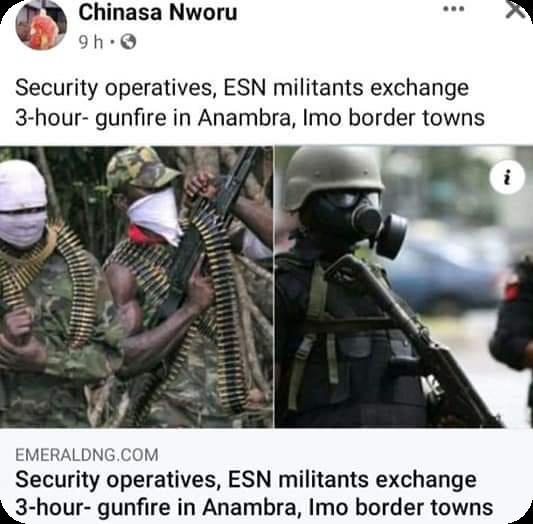 Chinasa Nworu
9 h
Security operatives, ESN militants exchange
3-hour- gunfire in Anambra, Imo border towns
i
EMERALDNG.COM
Security operatives, ESN militants exchange
3-hour- gunfire in Anambra, Imo border towns